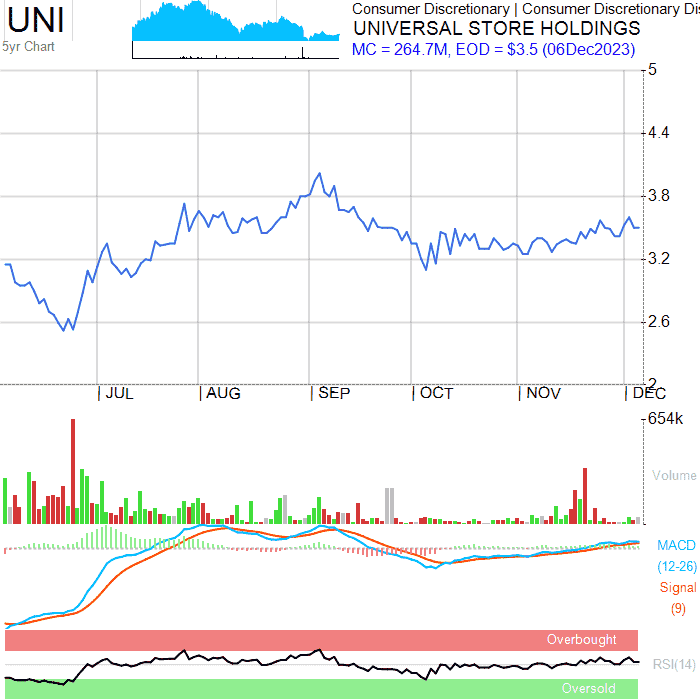 UNI
5yr Chart
Consumer Discretionary | Consumer Discretionary Dis
UNIVERSAL STORE HOLDINGS
MC = 264.7M, EOD = $3.5 (06Dec2023)
5
4.4
3.8
3.2
2.6
2
| JUL | AUG | SEP | OCT | NOV | DEC
654k
Volume
MACD
(12-26)
Signal
(9)
Overbought
RSI(14)
Oversold